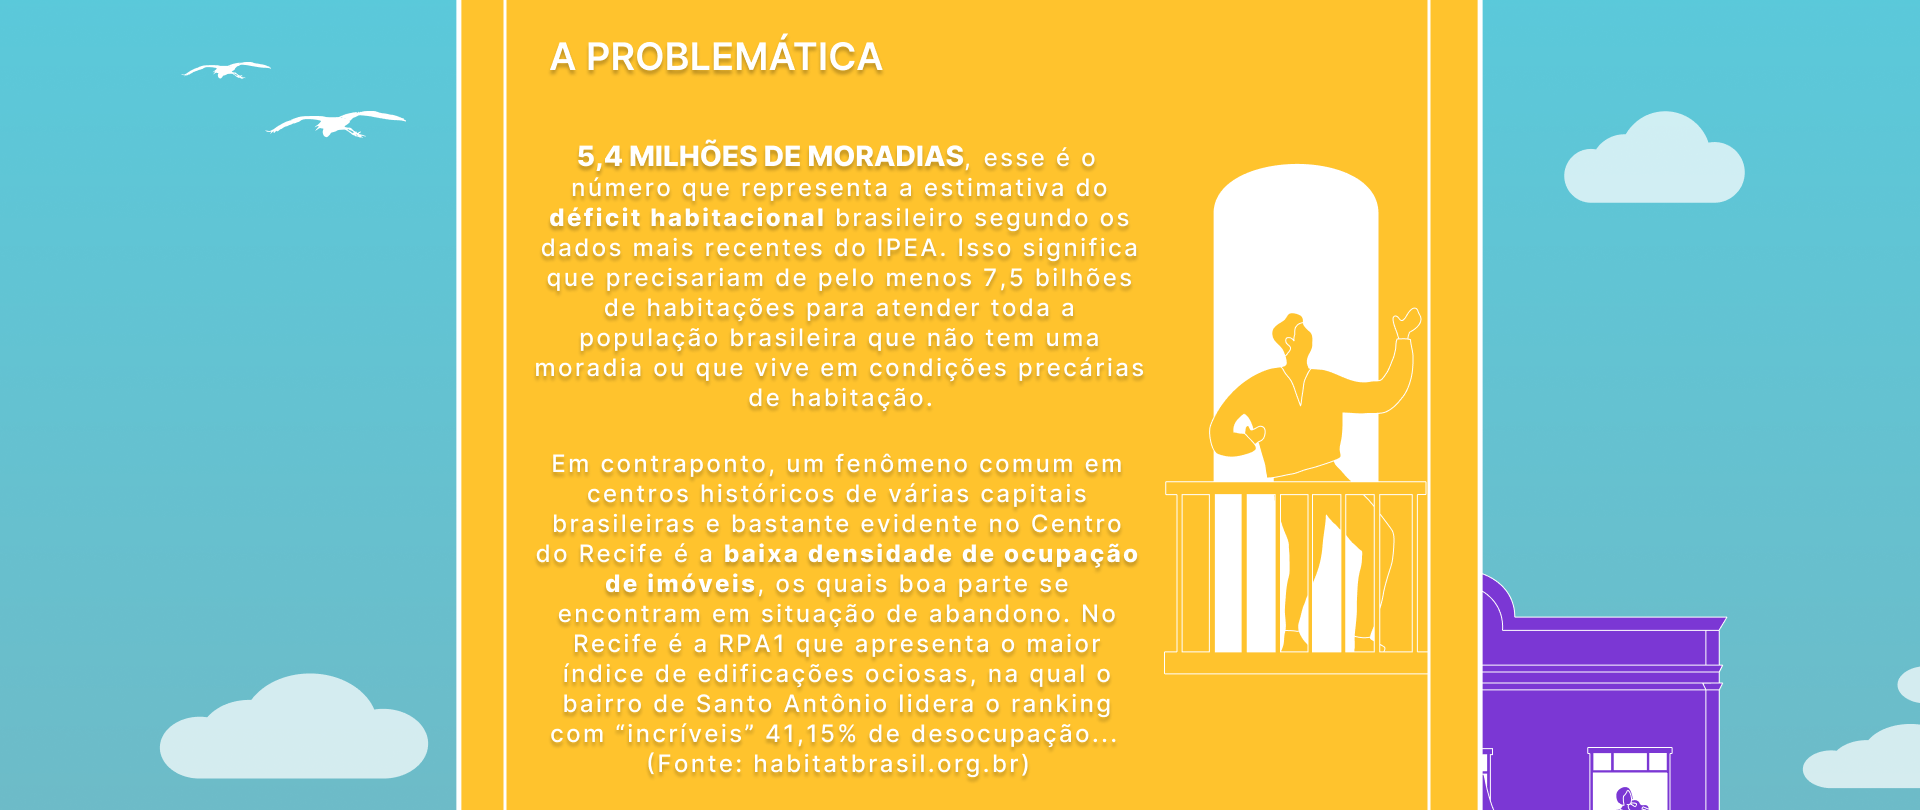 A PROBLEMÁTICA
5,4 MILHÕES DE MORADIAS, esse é o
número que representa a estimativa do
déficit habitacional brasileiro segundo os
dados mais recentes do IPEA. Isso significa
que precisariam de pelo menos 7,5 bilhões
de habitações para atender toda a
população brasileira que não tem uma
moradia ou que vive em condições precárias
de habitação.
Em contraponto, um fenômeno comum em
centros históricos de várias capitais
brasileiras e bastante evidente no Centro
do Recife é a baixa densidade de ocupação
de imóveis, os quais boa parte se
encontram em situação de abandono. No
Recife é a RPA1 que apresenta o maior
índice de edificações ociosas, na qual o
bairro de Santo Antônio lidera o ranking
com “incríveis” 41,15% de desocupação...
(Fonte: habitatbrasil.org.br)